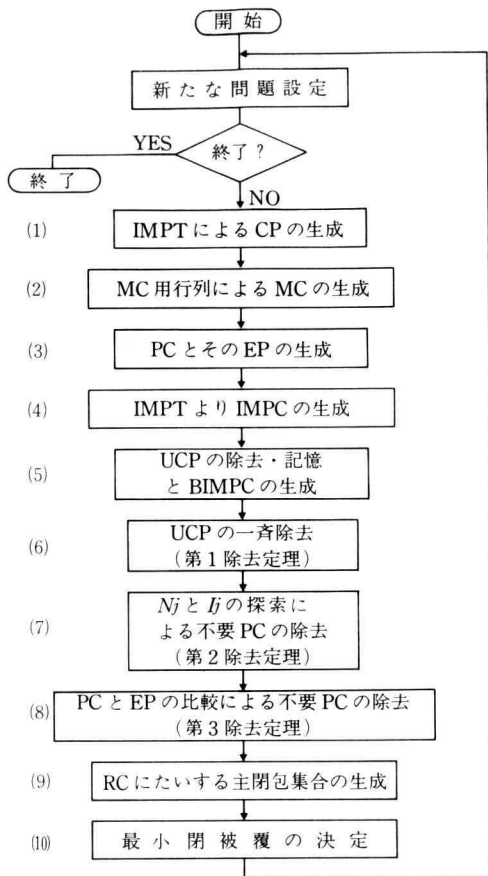 開始
新たな問題設定
YES
終了?
終了
NO
(1) IMPTによるCPの生成
(2) MC用行列によるMCの生成
(3) PCとそのEPの生成
(4) IMPTよりIMPCの生成
(5) UCPの除去・記憶
とBIMPCの生成
(6) UCPの一斉除去
(第1除去定理)
(7) NjとIjの探索に
よる不要PCの除去
(第2除去定理)
(8) PCとEPの比較による不要PCの除去
(第3除去定理)
(9) RCにたいする主閉包集合の生成
(10) 最小閉被覆の決定